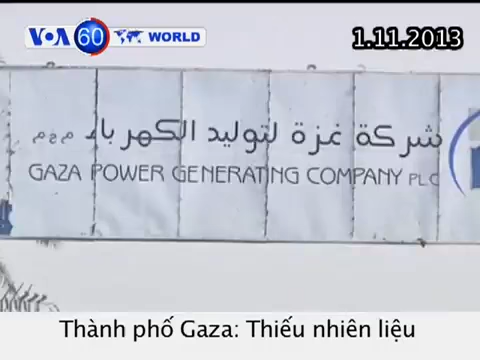 VOA 60 WORLD
1.11.2013
شركة غزة لتوليد الكهرباء م.ع.م
GAZA POWER GENERATING COMPANY PLC
Thành phố Gaza: Thiếu nhiên liệu